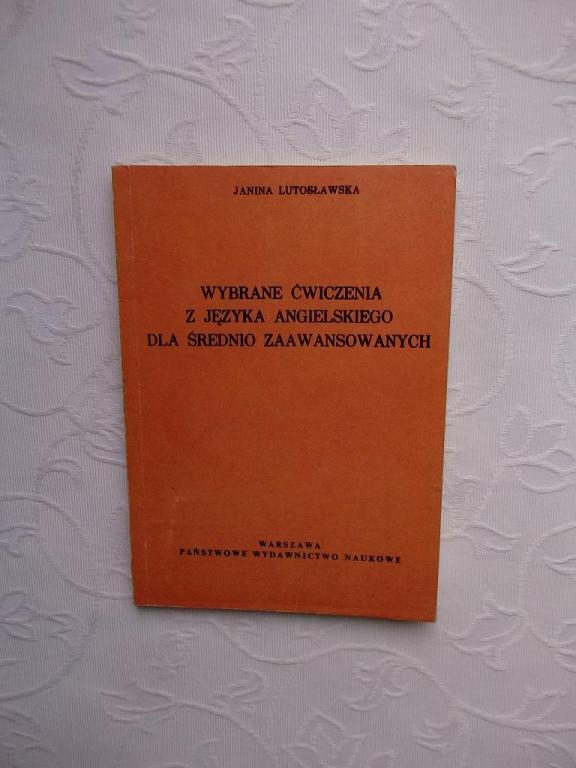 JANINA LUTOSŁAWSKA
WYBRANE ĆWICZENIA
Z JĘZYKA ANGIELSKIEGO
DLA ŚREDNIO ZAAWANSOWANYCH
WARSZAWA
PAŃSTWOWE WYDAWNICTWO NAUKOWE